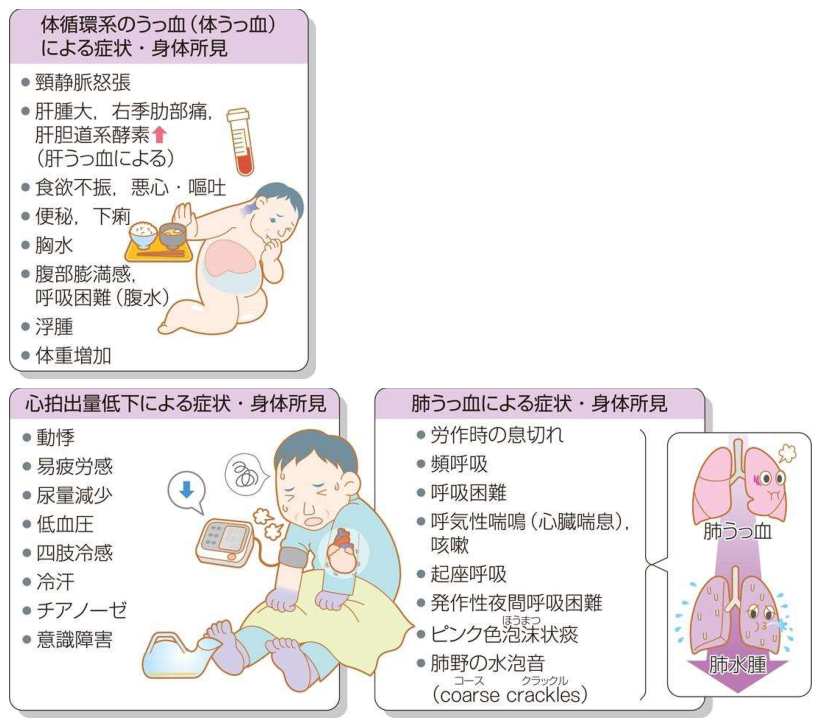 体循環系のうっ血（体うっ血）
による症状・身体所見
●頸静脈怒張
●肝腫大，右季肋部痛，
肝胆道系酵素⬆
（肝うっ血による）
●食欲不振，悪心・嘔吐
●便秘，下痢
●胸水
●腹部膨満感，
呼吸困難（腹水）
●浮腫
●体重増加
心拍出量低下による症状・身体所見
●動悸
●易疲労感
●尿量減少
●低血圧
●四肢冷感
●冷汗
●チアノーゼ
●意識障害
肺うっ血による症状・身体所見
●労作時の息切れ
●頻呼吸
●呼吸困難
●呼気性喘鳴（心臓喘息），
咳嗽
●起座呼吸
●発作性夜間呼吸困難
ほうまつ
●ピンク色泡沫状痰
●肺野の水泡音
コース クラックル
（coarse crackles）
肺うっ血
肺水腫